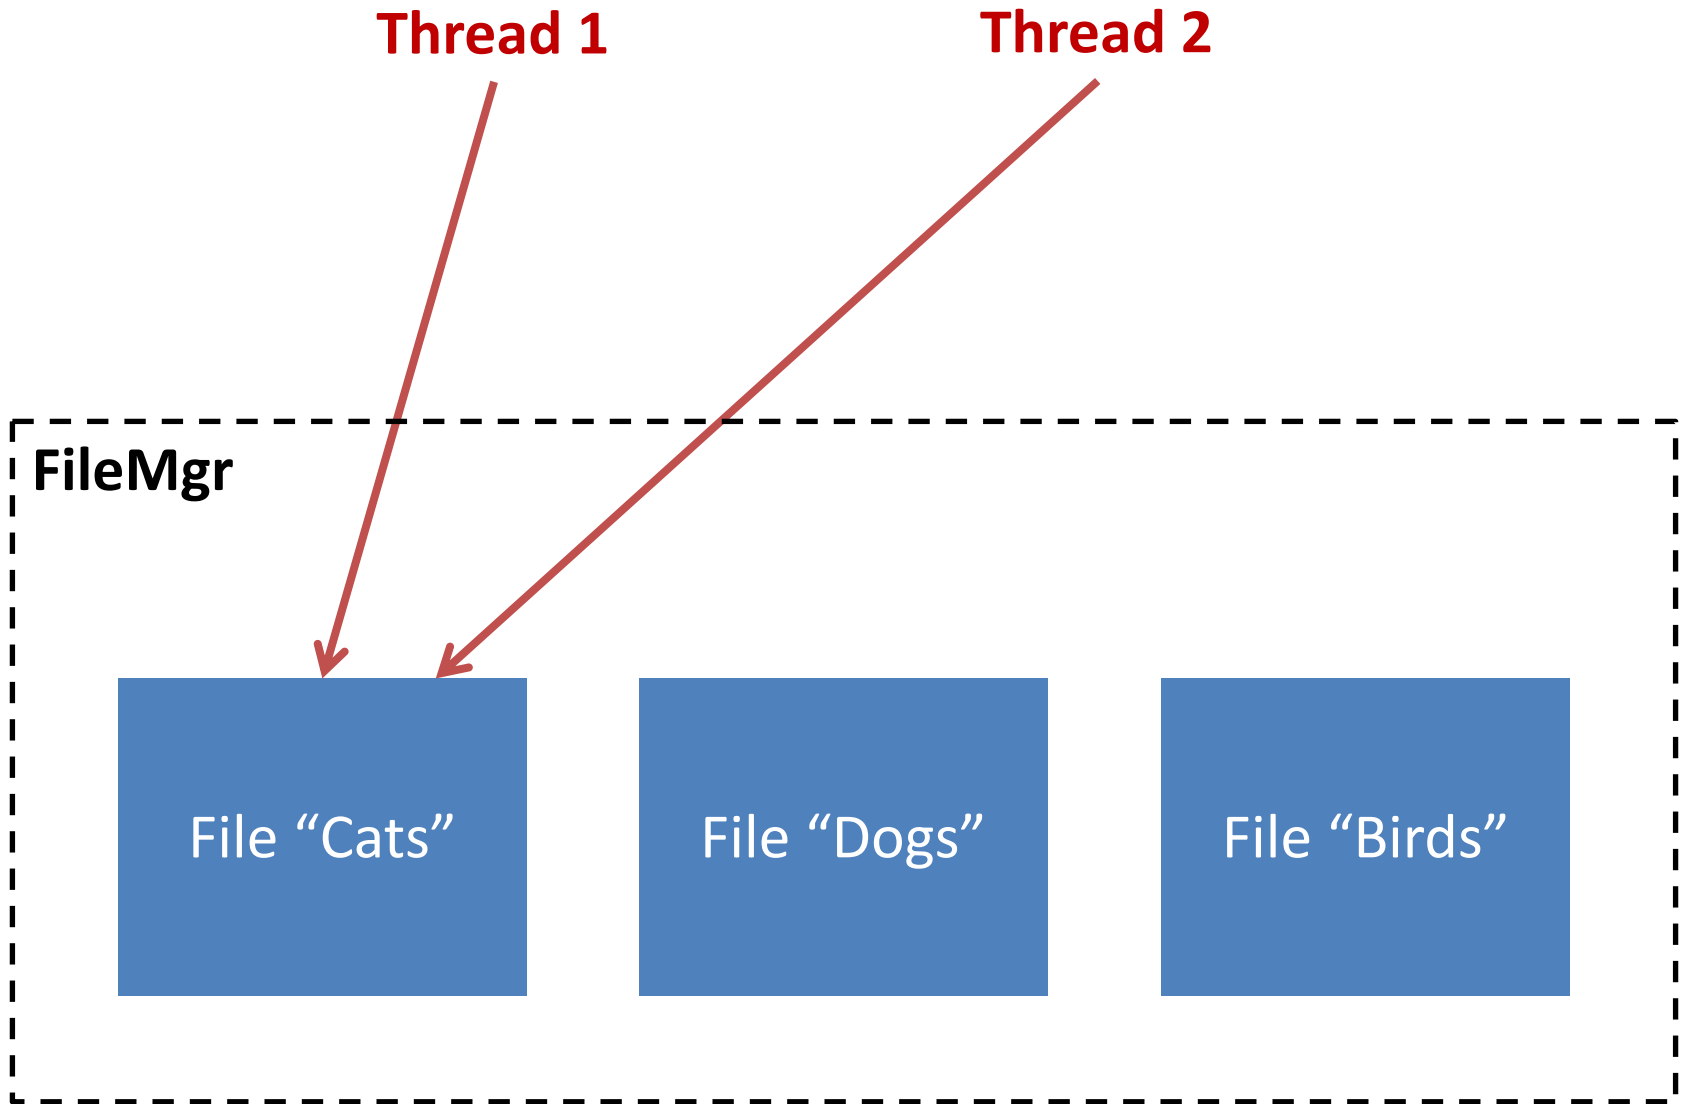 Thread 1
Thread 2
FileMgr
File “Cats”
File “Dogs”
File “Birds”